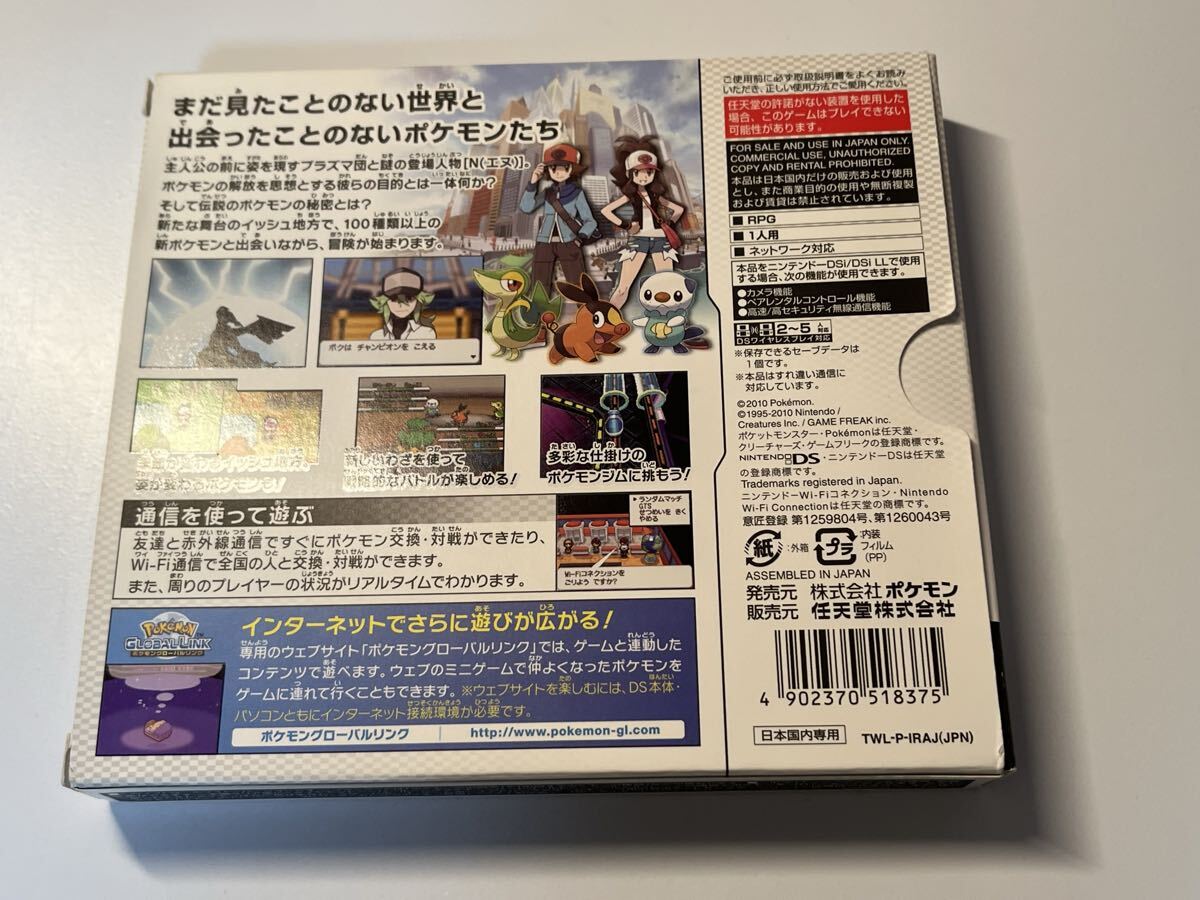 まだ見たことのない世界と
出会ったことのないポケモンたち
主人公の前に姿を現すプラズマ団と謎の登場人物[N(エヌ)]。
ポケモンの解放を思想とする彼らの目的とは一体何か?
そして伝説のポケモンの秘密とは?
新たな舞台のイッシュ地方で、100種類以上の
新ポケモンと出会いながら、冒険が始まります。
ボクは チャンピオンを こえる
新しいわざを使って
戦略的なバトルが楽しめる!
多彩な仕掛けの
ポケモンジムに挑もう!
通信を使って遊ぶ
友達と赤外線通信ですぐにポケモン交換・対戦ができたり、
Wi-Fi通信で全国の人と交換・対戦ができます。
また、周りのプレイヤーの状況がリアルタイムでわかります。
ランダムマッチ
GTS
せつめいを きく
やめる
Wi-Fiコネクションを
ごりよう ですか?
POKéMON
GLOBAL LINK
ポケモングローバルリンク
インターネットでさらに遊びが広がる!
専用のウェブサイト「ポケモングローバルリンク」では、ゲームと連動した
コンテンツで遊べます。ウェブのミニゲームで仲よくなったポケモンを
ゲームに連れて行くこともできます。※ウェブサイトを楽しむには、DS本体・
パソコンともにインターネット接続環境が必要です。
ポケモングローバルリンク
http://www.pokemon-gl.com
ご使用前に必ず取扱説明書をよくお読み
いただき、正しい使用方法でご愛用ください。
任天堂の許諾がない装置を使用した
場合、このゲームはプレイできない
可能性があります。
FOR SALE AND USE IN JAPAN ONLY.
COMMERCIAL USE, UNAUTHORIZED
COPY AND RENTAL PROHIBITED.
本品は日本国内だけの販売および使用
とし、また商業目的の使用や無断複製
および賃貸は禁止されています。
■RPG
■1人用
■ネットワーク対応
本品をニンテンドーDSi/DSi LLで使用
する場合、次の機能が使用できます。
●カメラ機能
●ペアレンタルコントロール機能
●高速/高セキュリティ無線通信機能
2~5人対応
DSワイヤレスプレイ対応
※保存できるセーブデータは
1個です。
※本品はすれ違い通信に
対応しています。
©2010 Pokémon.
©1995-2010 Nintendo/
Creatures Inc. / GAME FREAK inc.
ポケットモンスター・Pokémonは任天堂・
クリーチャーズ・ゲームフリークの登録商標です。
NINTENDO DS・ニンテンドーDSは任天堂
の登録商標です。
Trademarks registered in Japan.
ニンテンドーWi-Fiコネクション・Nintendo
Wi-Fi Connectionは任天堂の商標です。
意匠登録 第1259804号、第1260043号
紙 :外箱 プラ :内装フィルム(PP)
ASSEMBLED IN JAPAN
発売元 株式会社ポケモン
販売元 任天堂株式会社
4 902370 518375
日本国内専用
TWL-P-IRAJ(JPN)